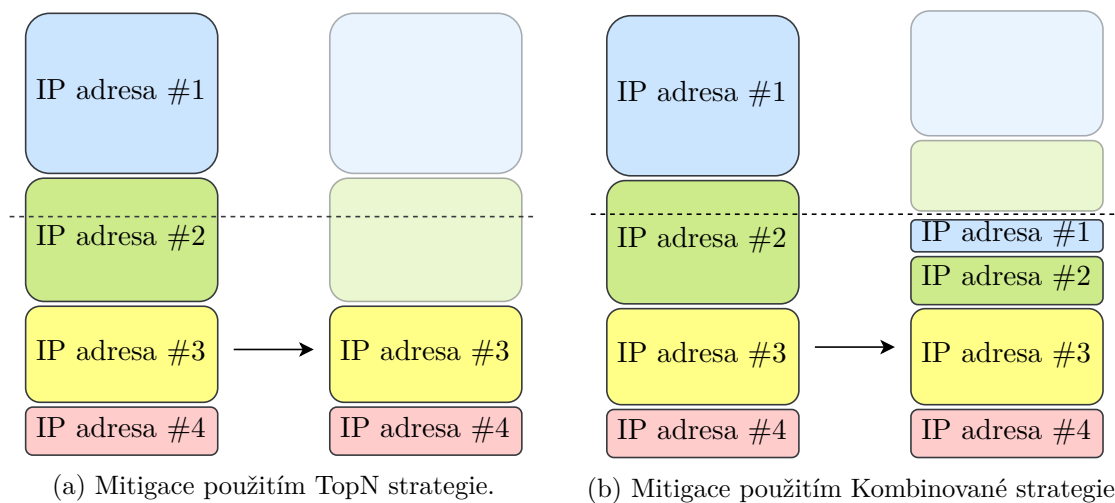 IP adresa #1
IP adresa #2
IP adresa #3
IP adresa #4
IP adresa #3
IP adresa #4
(a) Mitigace použitím TopN strategie.
IP adresa #1
IP adresa #2
IP adresa #3
IP adresa #4
IP adresa #1
IP adresa #2
IP adresa #3
IP adresa #4
(b) Mitigace použitím Kombinované strategie